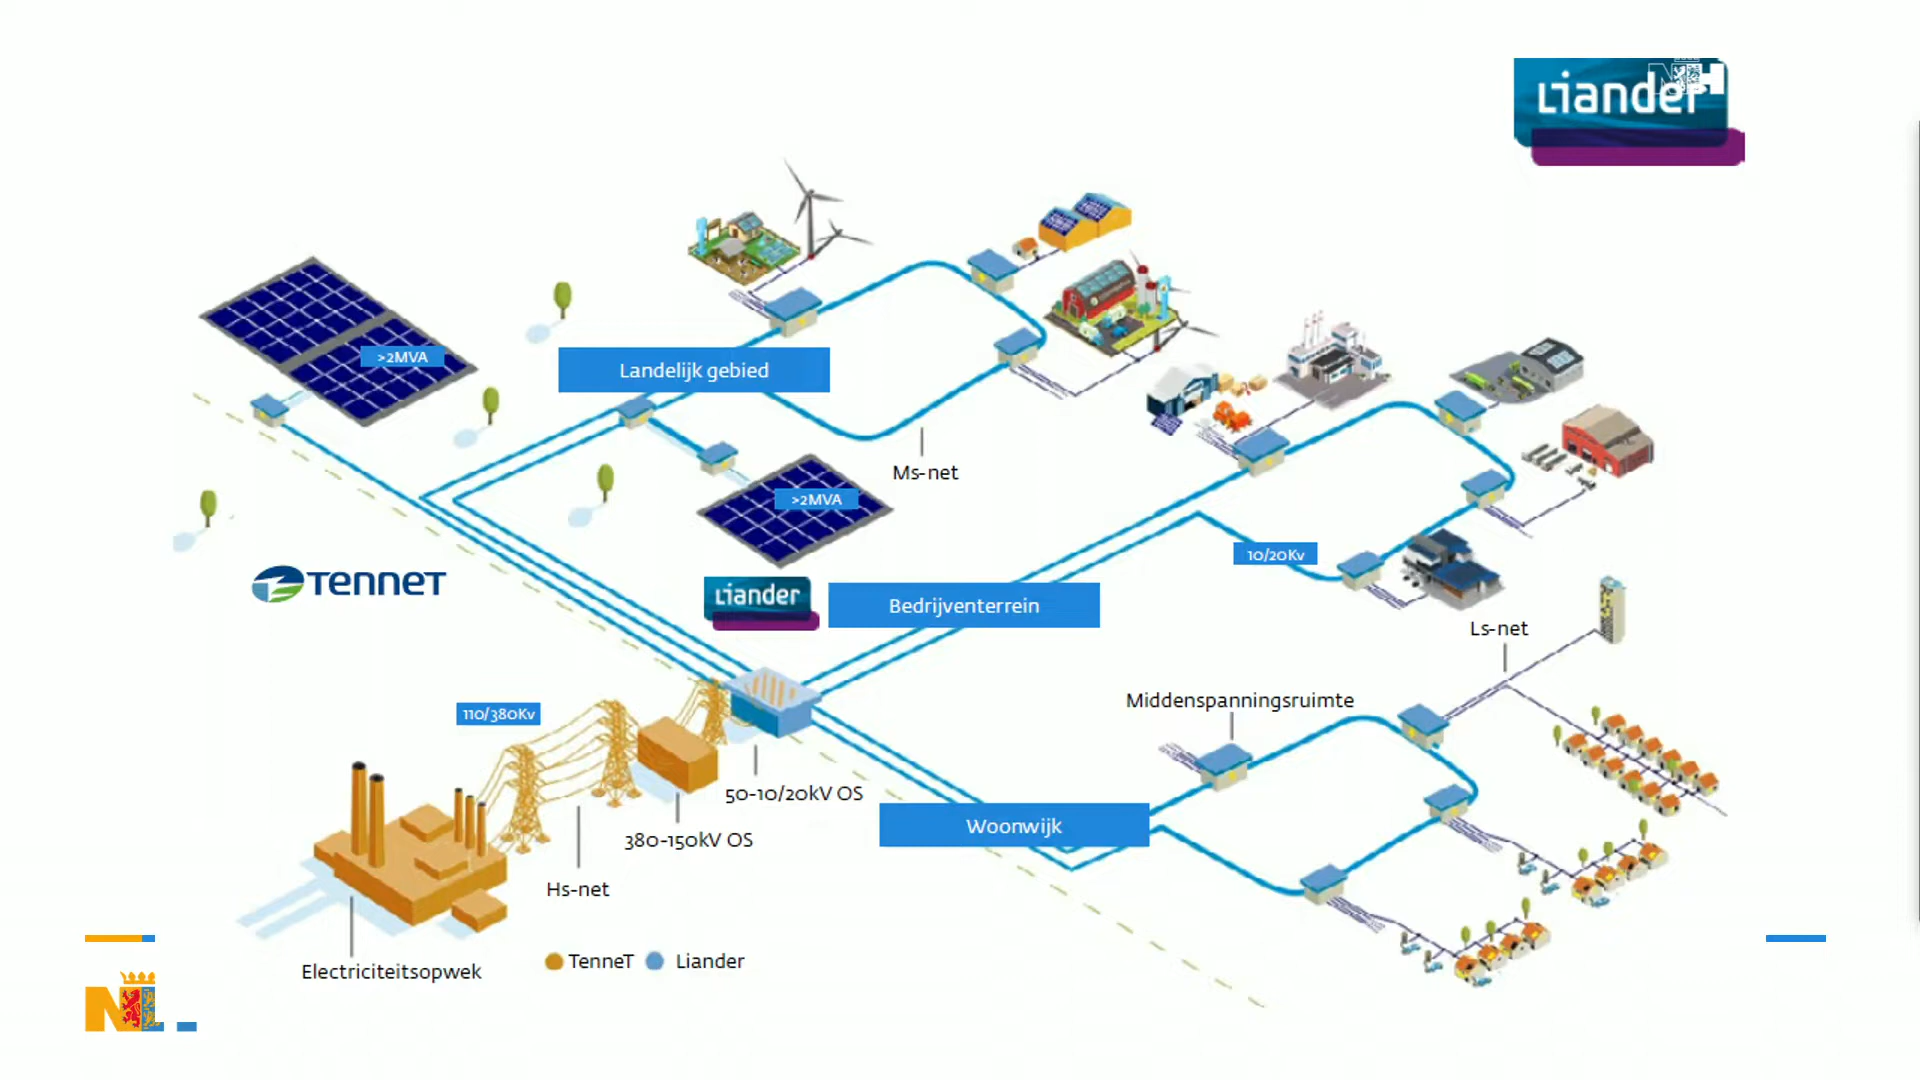 Liander
NH
>2MVA
Landelijk gebied
Ms-net
>2MVA
10/20Kv
TenneT
Liander
Bedrijventerrein
Ls-net
Middenspanningsruimte
110/380Kv
50-10/20kV OS
380-150kV OS
Woonwijk
Hs-net
Electriciteitsopwek
TenneT
Liander